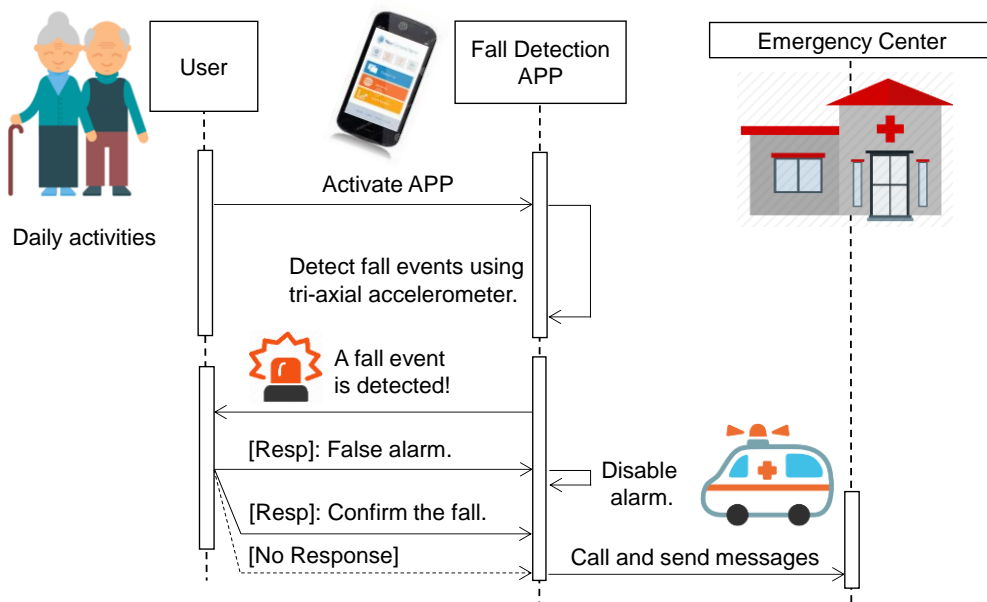 User
Fall Detection
APP
Emergency Center
Activate APP
Daily activities
Detect fall events using
tri-axial accelerometer.
A fall event
is detected!
[Resp]: False alarm.
Disable
alarm.
[Resp]: Confirm the fall.
[No Response]
Call and send messages